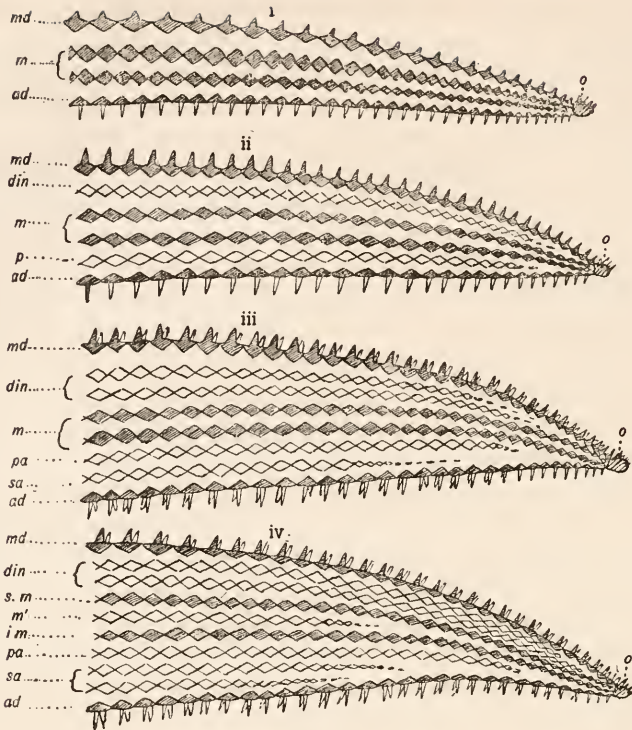 i
md.....
m......
ad.....
o
ii
md..
din......
m......
p......
ad...
o
iii
md.......
din.......
m......
pa ......
sa......
ad .....
o
iv
md.....
din.......
s. m......
m'......
i m......
pa ......
sa......
ad ....
o